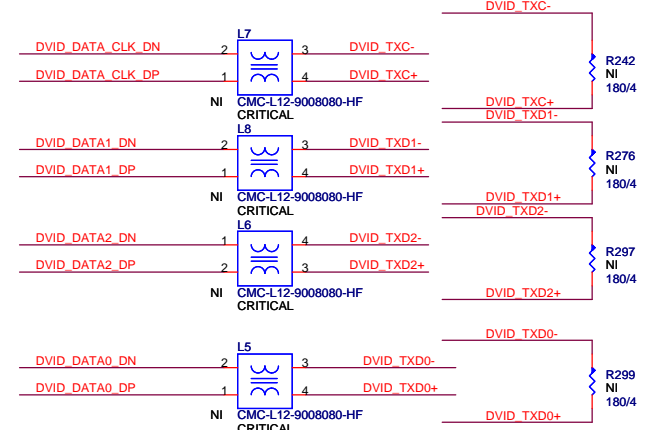 DVID_TXC-
L7
DVID_DATA_CLK_DN 2 3 DVID_TXC-
R242
DVID_DATA_CLK_DP 1 4 DVID_TXC+
NI
180/4
NI CMC-L12-9008080-HF
DVID_TXC+
CRITICAL
DVID_TXD1-
L8
DVID_DATA1_DN 2 3 DVID_TXD1-
R276
DVID_DATA1_DP 1 4 DVID_TXD1+
NI
180/4
NI CMC-L12-9008080-HF
DVID_TXD1+
CRITICAL
DVID_TXD2-
L6
DVID_DATA2_DN 1 4 DVID_TXD2-
R297
DVID_DATA2_DP 2 3 DVID_TXD2+
NI
180/4
NI CMC-L12-9008080-HF
DVID_TXD2+
CRITICAL
DVID_TXD0-
L5
DVID_DATA0_DN 2 3 DVID_TXD0-
R299
DVID_DATA0_DP 1 4 DVID_TXD0+
NI
180/4
NI CMC-L12-9008080-HF
DVID_TXD0+
CRITICAL